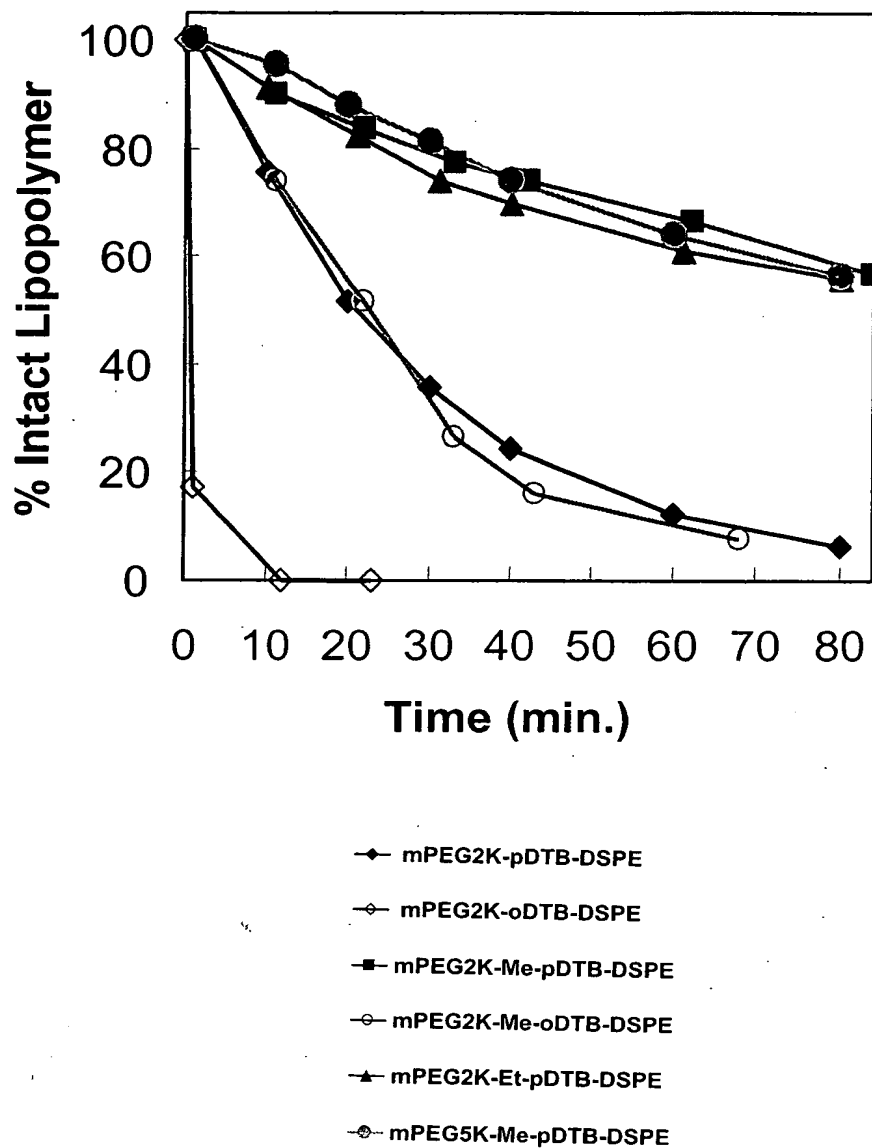 % Intact Lipopolymer
100
80
60
40
20
0
0 10 20 30 40 50 60 70 80
Time (min.)
mPEG2K-pDTB-DSPE
mPEG2K-oDTB-DSPE
mPEG2K-Me-pDTB-DSPE
mPEG2K-Me-oDTB-DSPE
mPEG2K-Et-pDTB-DSPE
mPEG5K-Me-pDTB-DSPE